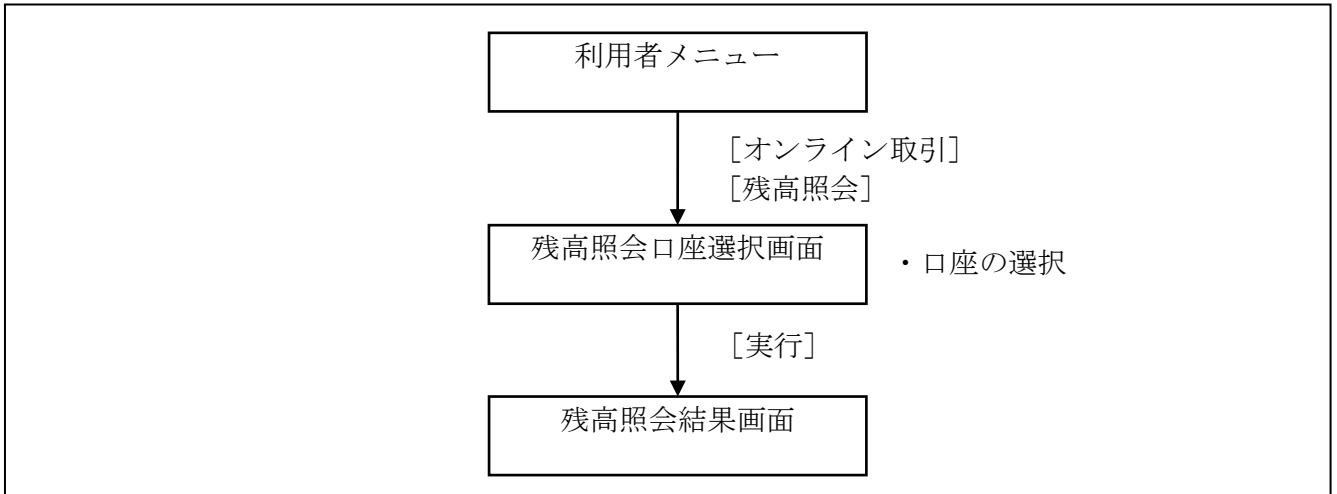 利用者メニュー
［オンライン取引］
［残高照会］
残高照会口座選択画面
・口座の選択
［実行］
残高照会結果画面